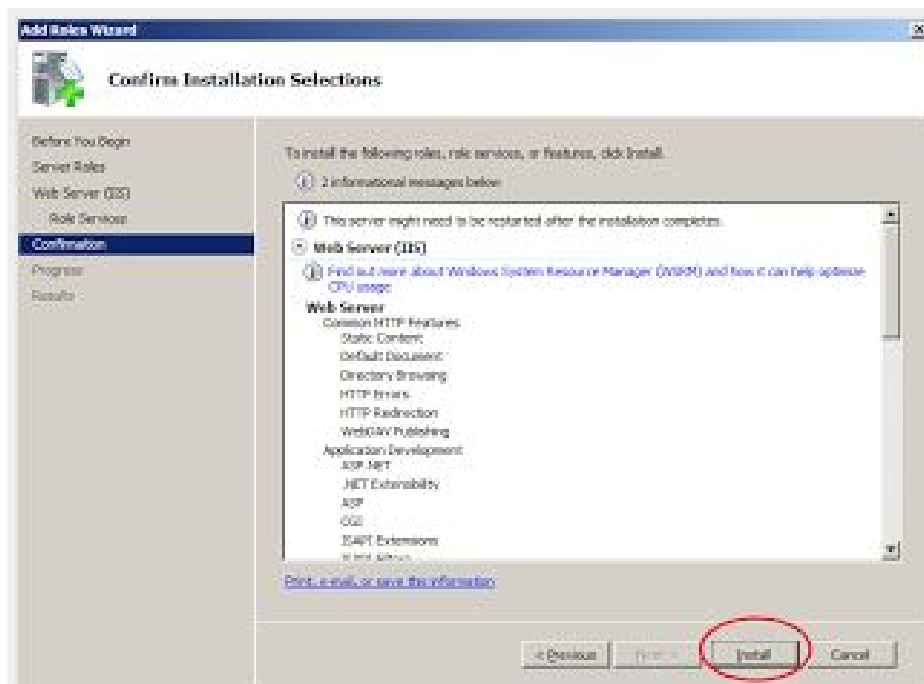 Add Roles Wizard
Confirm Installation Selections
Before You Begin
Server Roles
Web Server (IIS)
Role Services
Confirmation
Progress
Results
To install the following roles, role services, or features, click Install.
2 informational messages below
This server might need to be restarted after the installation completes.
Web Server (IIS)
Find out more about Windows System Resource Manager (WSRM) and how it can help optimize
CPU usage
Web Server
Common HTTP Features
Static Content
Default Document
Directory Browsing
HTTP Errors
HTTP Redirection
WebDAV Publishing
Application Development
ASP.NET
.NET Extensibility
ASP
CGI
ISAPI Extensions
Print, e-mail, or save this information
< Previous
Next >
Install
Cancel